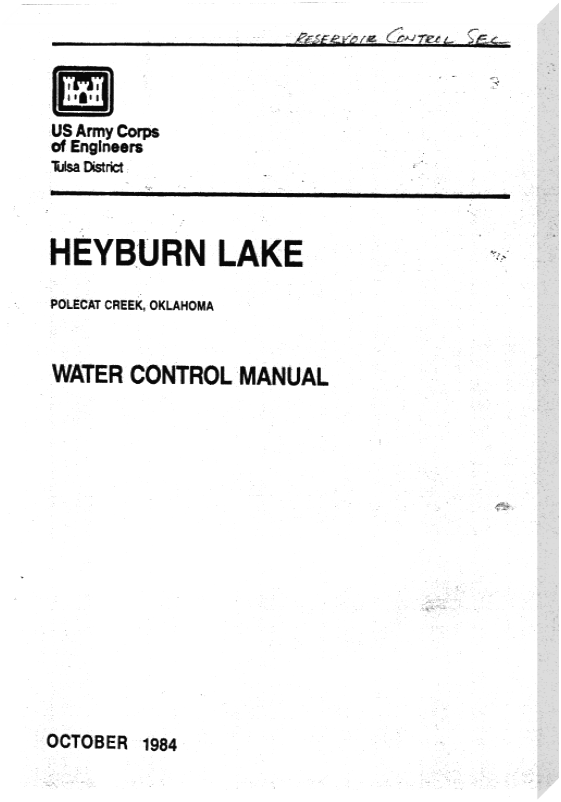 RESERVOIR CONTROL SEC
US Army Corps
of Engineers
Tulsa District
HEYBURN LAKE
POLECAT CREEK, OKLAHOMA
WATER CONTROL MANUAL
OCTOBER 1984